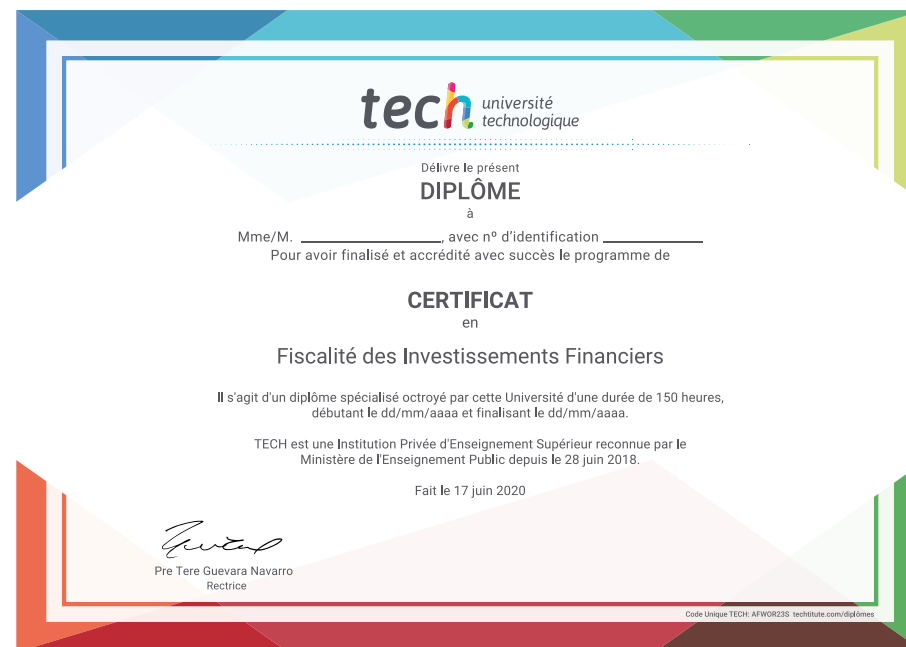 tech université
technologique
Délivre le présent
DIPLÔME
à
Mme/M. ____________________, avec nº d'identification ______________
Pour avoir finalisé et accrédité avec succès le programme de
CERTIFICAT
en
Fiscalité des Investissements Financiers
Il s'agit d'un diplôme spécialisé octroyé par cette Université d'une durée de 150 heures,
débutant le dd/mm/aaaa et finalisant le dd/mm/aaaa.
TECH est une Institution Privée d'Enseignement Supérieur reconnue par le
Ministère de l'Enseignement Public depuis le 28 juin 2018.
Fait le 17 juin 2020
Pre Tere Guevara Navarro
Rectrice
Code Unique TECH: AFWOR23S techtitute.com/diplômes